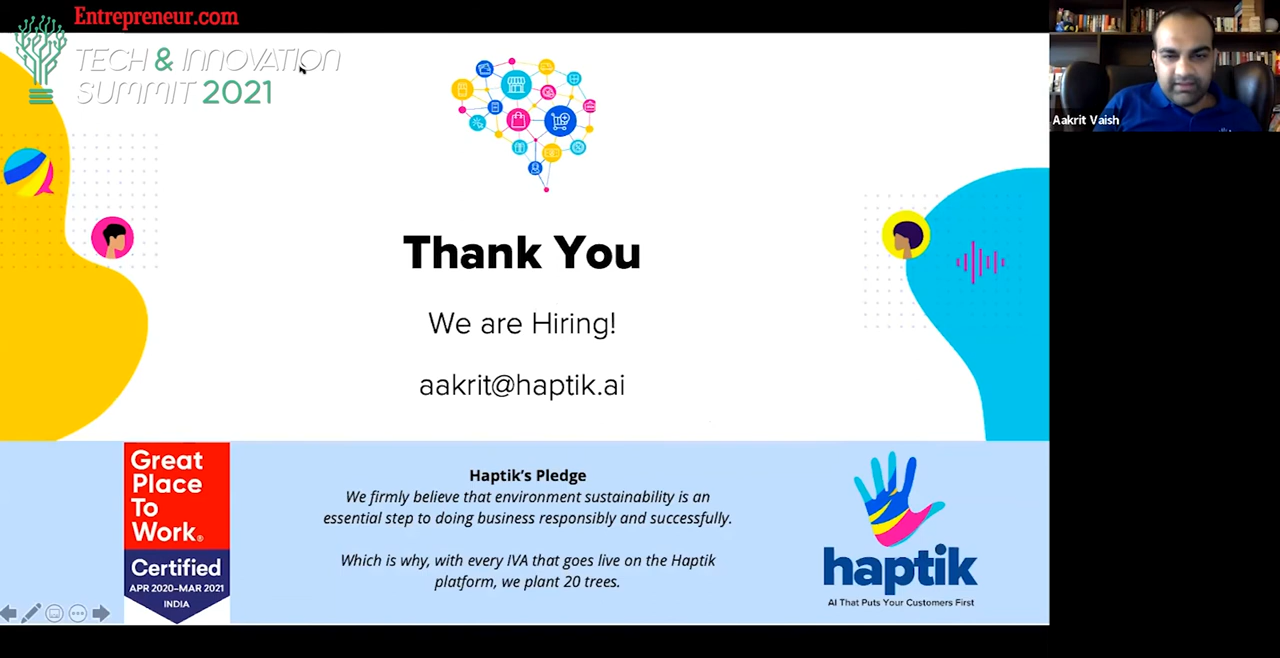 Entrepreneur.com
TECH & INNOVATION
SUMMIT 2021
Aakrit Vaish
Thank You
We are Hiring!
aakrit@haptik.ai
Great
Place
To
Work®
Certified
APR 2020–MAR 2021
INDIA
Haptik's Pledge
We firmly believe that environment sustainability is an
essential step to doing business responsibly and successfully.
Which is why, with every IVA that goes live on the Haptik
platform, we plant 20 trees.
haptik
AI That Puts Your Customers First